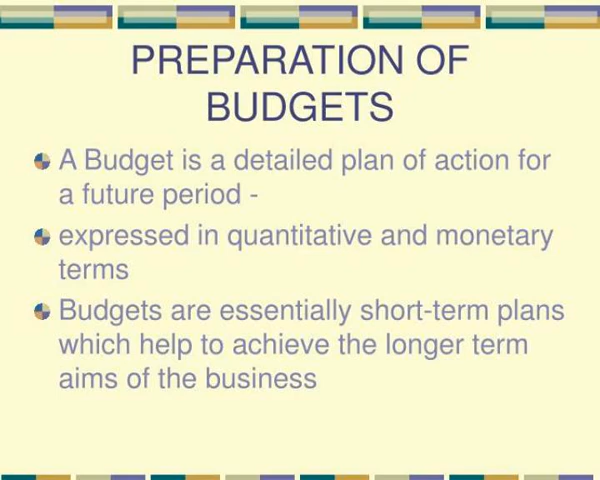 PREPARATION OF
BUDGETS
A Budget is a detailed plan of action for
a future period -
expressed in quantitative and monetary
terms
Budgets are essentially short-term plans
which help to achieve the longer term
aims of the business